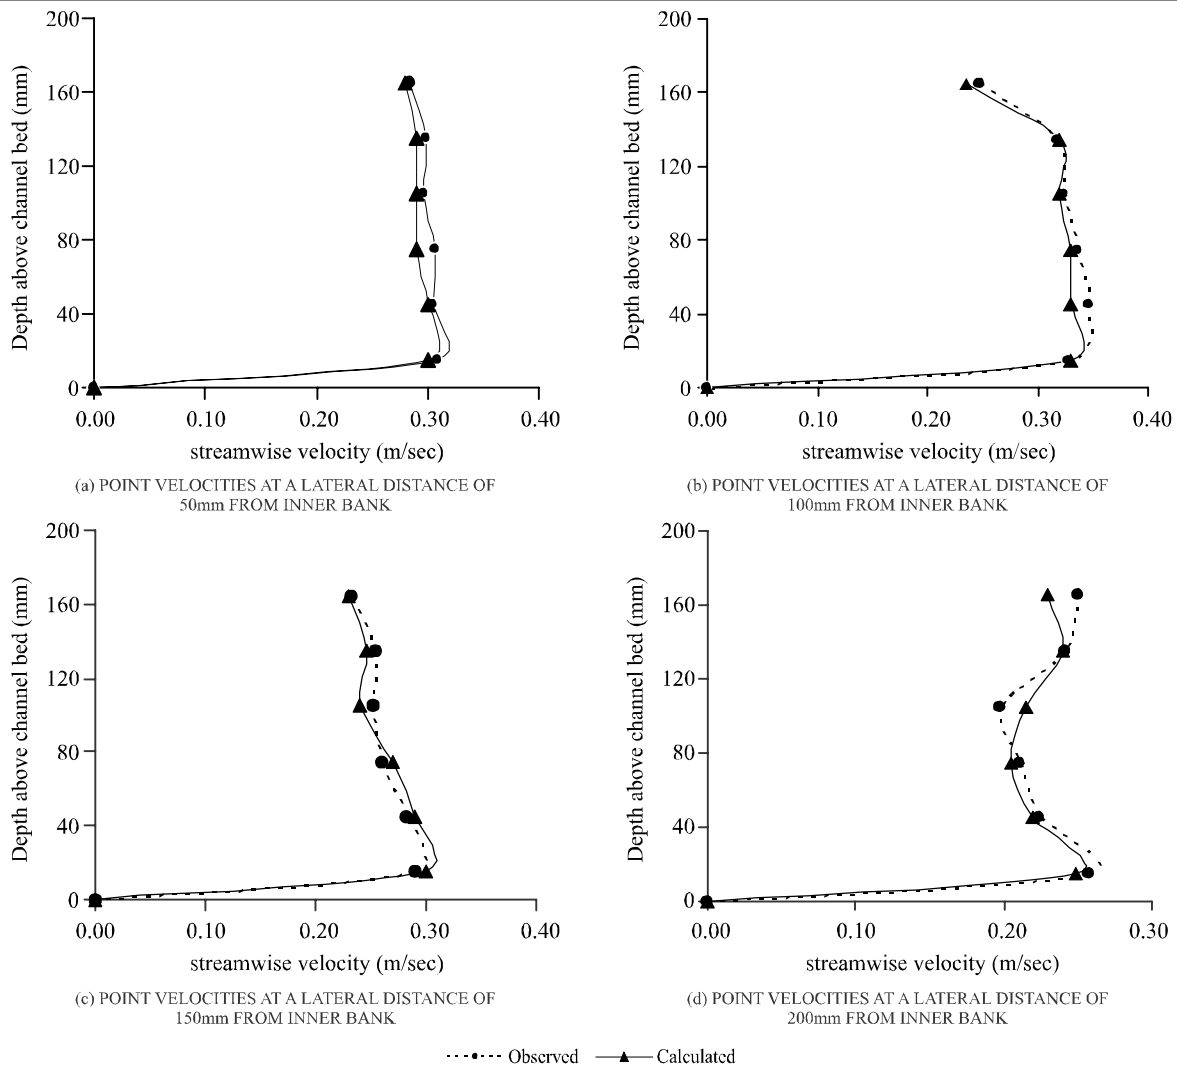 200
160
120
80
40
0
Depth above channel bed (mm)
0.00 0.10 0.20 0.30 0.40
streamwise velocity (m/sec)
(a) POINT VELOCITIES AT A LATERAL DISTANCE OF
50mm FROM INNER BANK
200
160
120
80
40
0
Depth above channel bed (mm)
0.00 0.10 0.20 0.30 0.40
streamwise velocity (m/sec)
(b) POINT VELOCITIES AT A LATERAL DISTANCE OF
100mm FROM INNER BANK
200
160
120
80
40
0
Depth above channel bed (mm)
0.00 0.10 0.20 0.30 0.40
streamwise velocity (m/sec)
(c) POINT VELOCITIES AT A LATERAL DISTANCE OF
150mm FROM INNER BANK
200
160
120
80
40
0
Depth above channel bed (mm)
0.00 0.10 0.20 0.30
streamwise velocity (m/sec)
(d) POINT VELOCITIES AT A LATERAL DISTANCE OF
200mm FROM INNER BANK
Observed Calculated